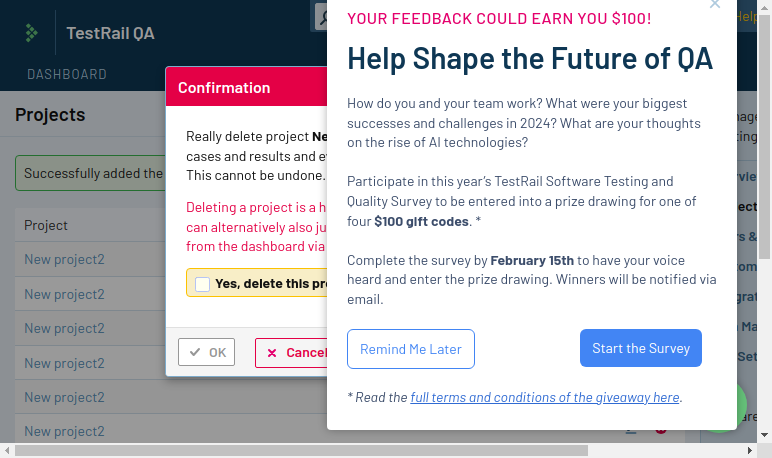 TestRail QA
Help
DASHBOARD
Projects
Successfully added the
Project
New project2
New project2
New project2
New project2
New project2
New project2
Confirmation
Really delete project Ne
cases and results and e
This cannot be undone.
Deleting a project is a h
can alternatively also ju
from the dashboard via
Yes, delete this pr
OK
Cancel
YOUR FEEDBACK COULD EARN YOU $100!
Help Shape the Future of QA
How do you and your team work? What were your biggest
successes and challenges in 2024? What are your thoughts
on the rise of AI technologies?
Participate in this year's TestRail Software Testing and
Quality Survey to be entered into a prize drawing for one of
four $100 gift codes. *
Complete the survey by February 15th to have your voice
heard and enter the prize drawing. Winners will be notified via
email.
Remind Me Later
Start the Survey
* Read the full terms and conditions of the giveaway here.